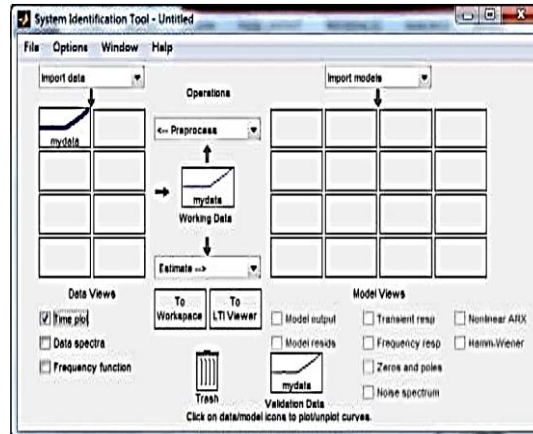 System Identification Tool - Untitled
File Options Window Help
Import data
Import models
Operations
<-- Preprocess
mydata
mydata
Working Data
Estimate -->
Data Views
To Workspace
To LTI Viewer
Model Views
Time plot
Data spectra
Frequency function
Model output
Model resids
Transient resp
Frequency resp
Zeros and poles
Noise spectrum
Nonlinear ARX
Hamm-Wiener
Trash
mydata
Validation Data
Click on data/model icons to plot/unplot curves.